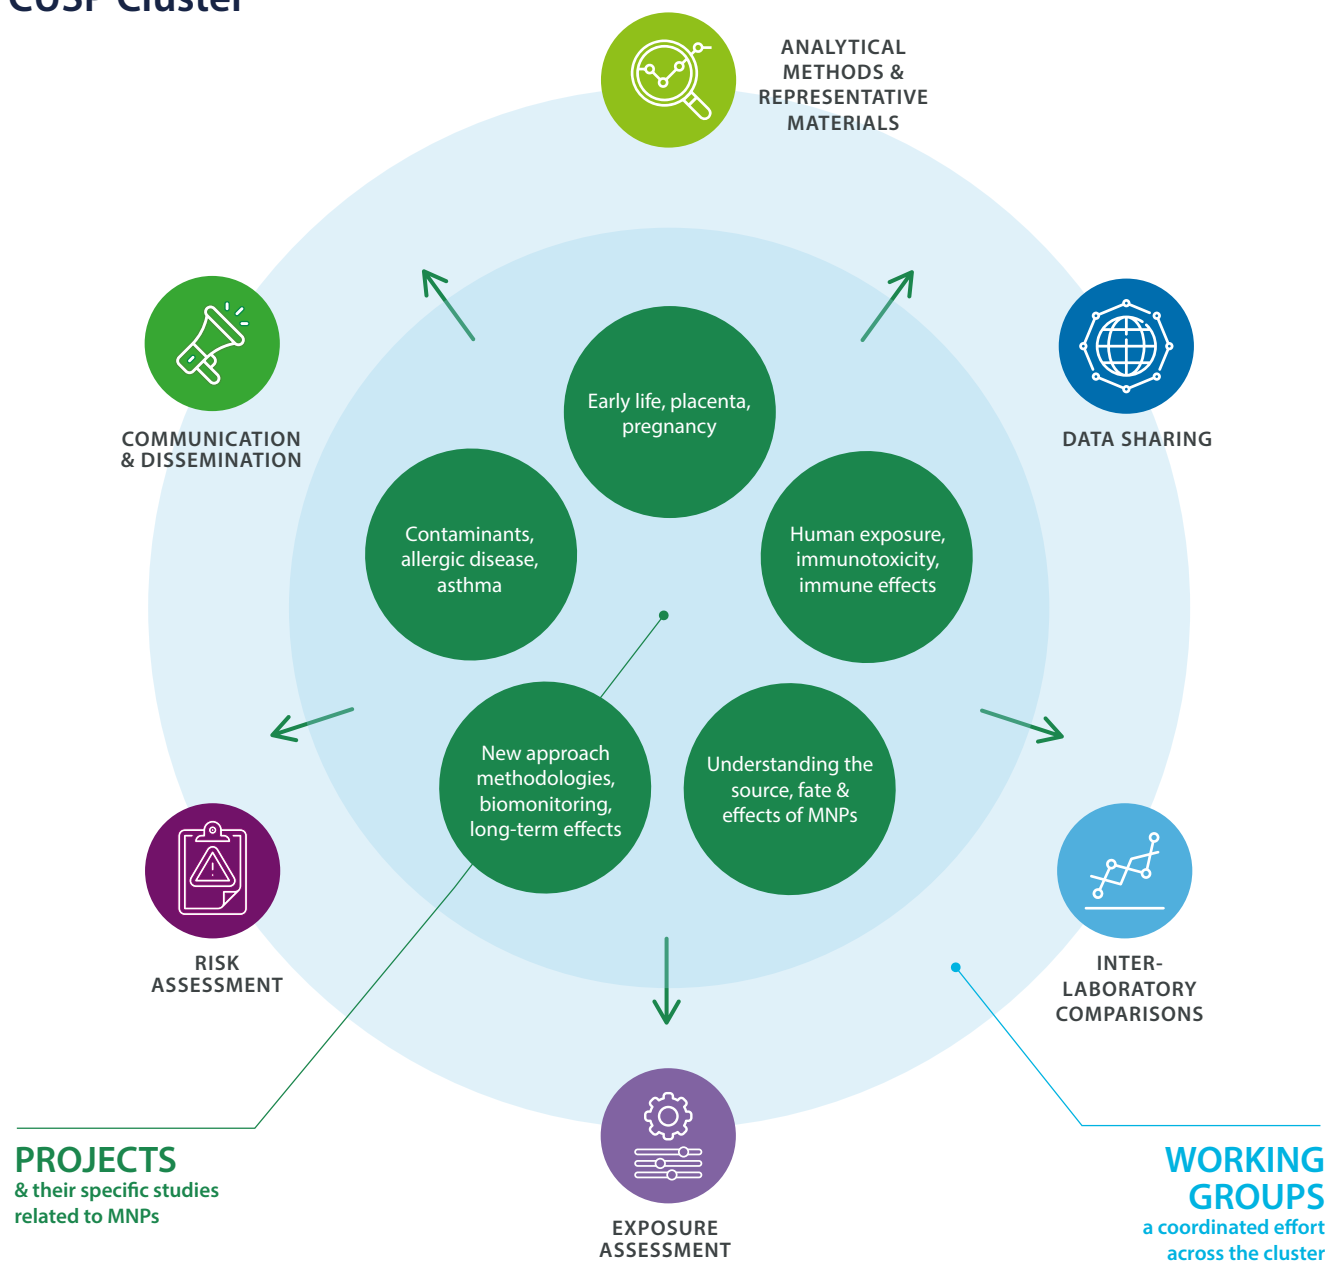 CUSP Cluster
ANALYTICAL
METHODS &
REPRESENTATIVE
MATERIALS
COMMUNICATION
& DISSEMINATION
DATA SHARING
Early life, placenta,
pregnancy
Contaminants,
allergic disease,
asthma
Human exposure,
immunotoxicity,
immune effects
New approach
methodologies,
biomonitoring,
long-term effects
Understanding the
source, fate &
effects of MNPs
RISK
ASSESSMENT
INTER-
LABORATORY
COMPARISONS
EXPOSURE
ASSESSMENT
PROJECTS
& their specific studies
related to MNPs
WORKING
GROUPS
a coordinated effort
across the cluster